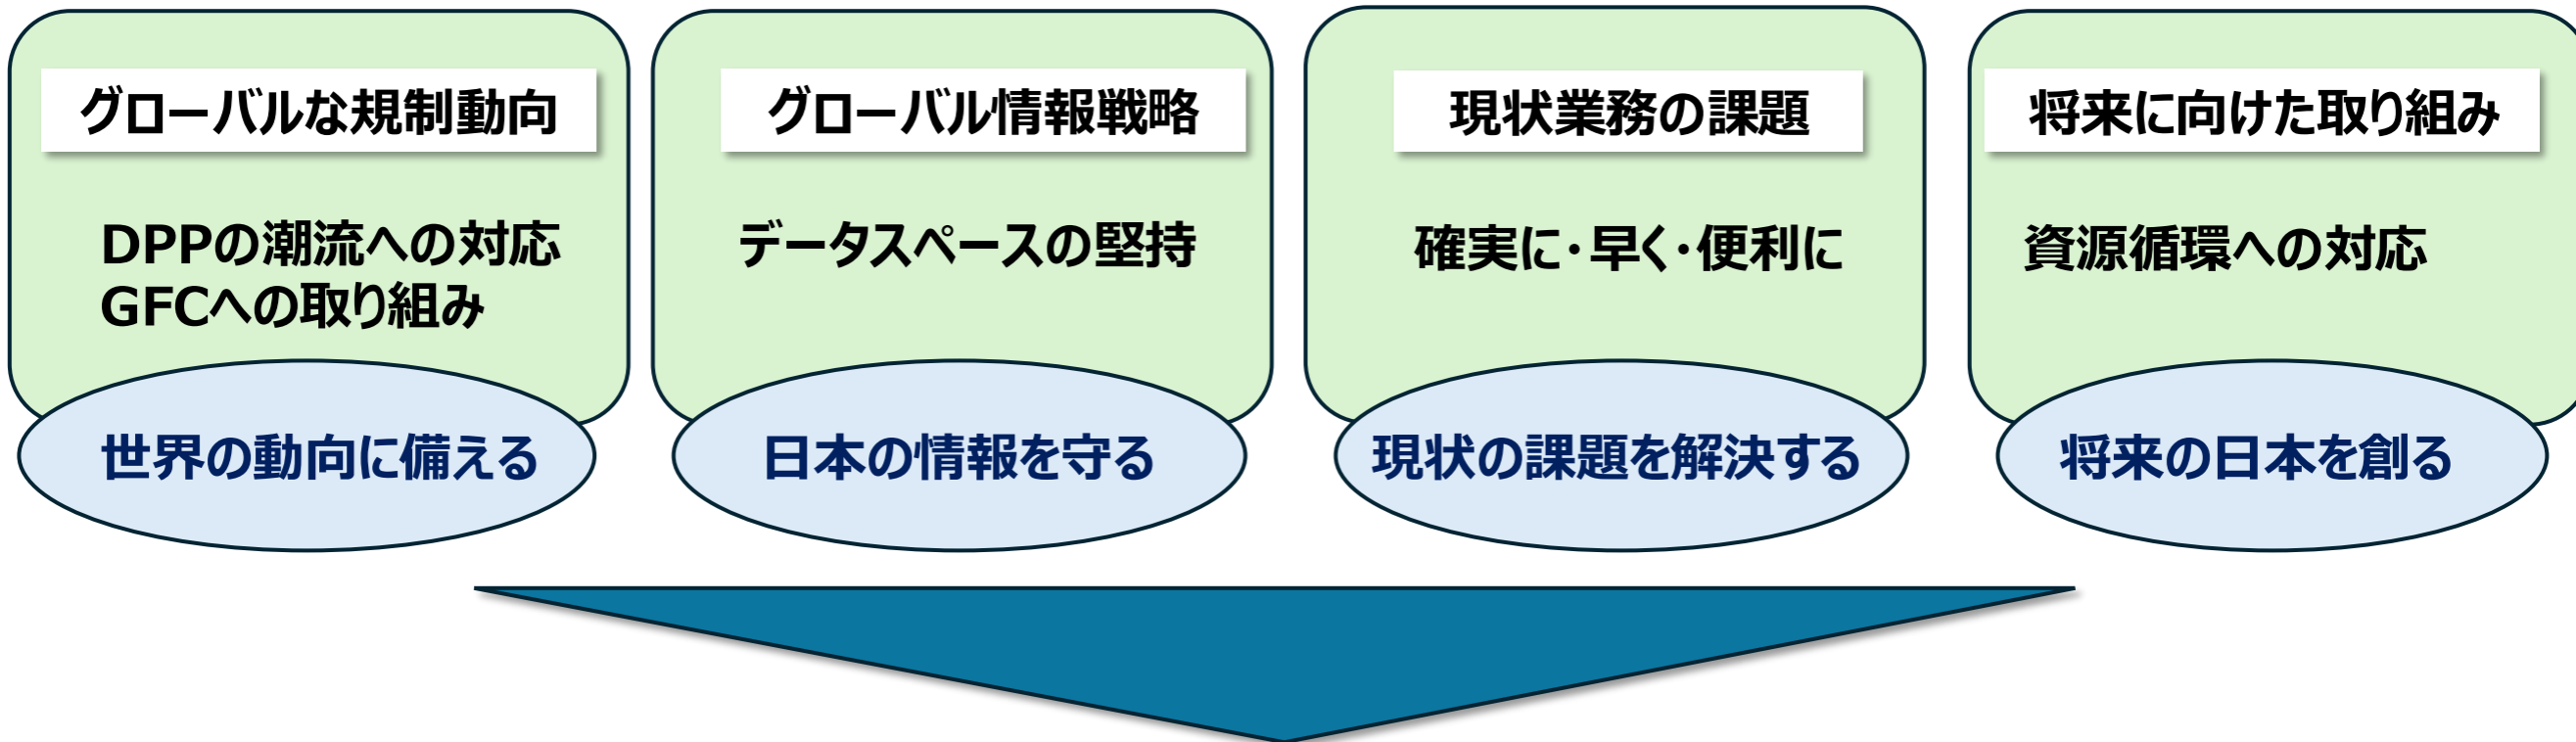 グローバルな規制動向
DPPの潮流への対応
GFCへの取り組み
世界の動向に備える
グローバル情報戦略
データスペースの堅持
日本の情報を守る
現状業務の課題
確実に・早く・便利に
現状の課題を解決する
将来に向けた取り組み
資源循環への対応
将来の日本を創る